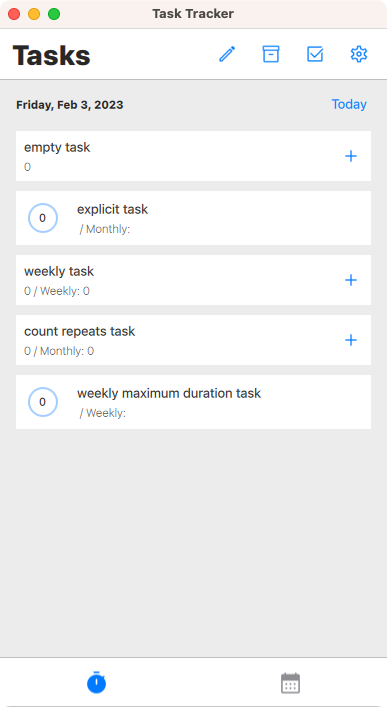 Task Tracker
Tasks
Friday, Feb 3, 2023
Today
empty task
0
0
explicit task
/ Monthly:
weekly task
0 / Weekly: 0
count repeats task
0 / Monthly: 0
0
weekly maximum duration task
/ Weekly: